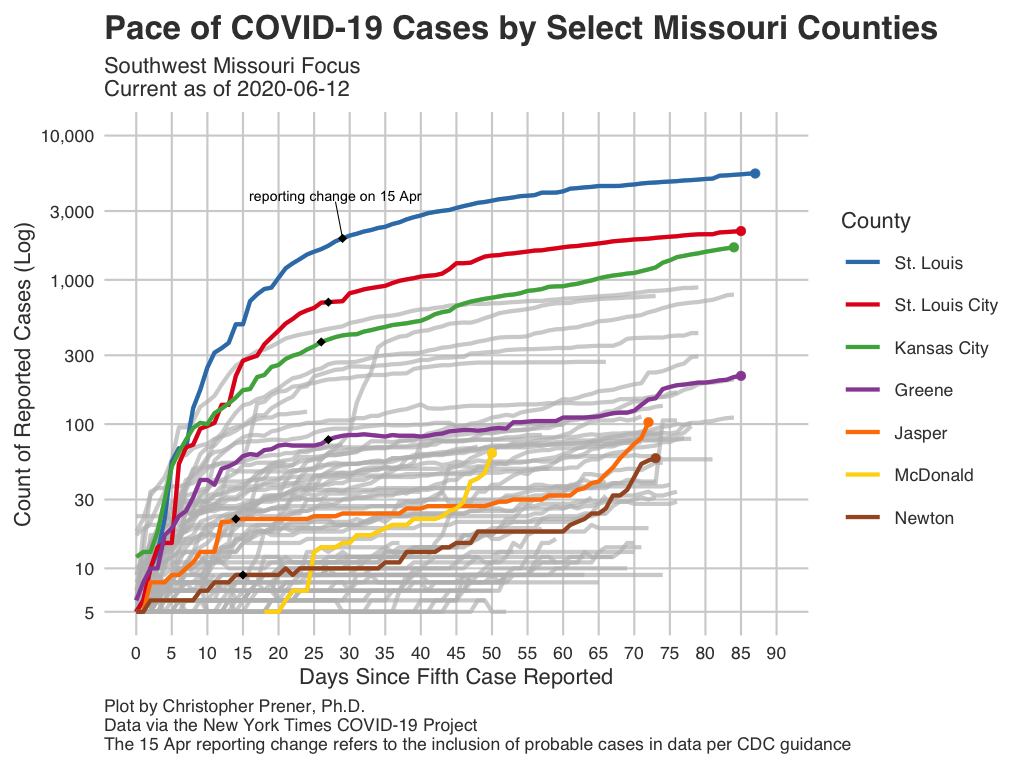 Pace of COVID-19 Cases by Select Missouri Counties
Southwest Missouri Focus
Current as of 2020-06-12
Count of Reported Cases (Log)
10,000
3,000
1,000
300
100
30
10
5
reporting change on 15 Apr
0 5 10 15 20 25 30 35 40 45 50 55 60 65 70 75 80 85 90
Days Since Fifth Case Reported
County
St. Louis
St. Louis City
Kansas City
Greene
Jasper
McDonald
Newton
Plot by Christopher Prener, Ph.D.
Data via the New York Times COVID-19 Project
The 15 Apr reporting change refers to the inclusion of probable cases in data per CDC guidance